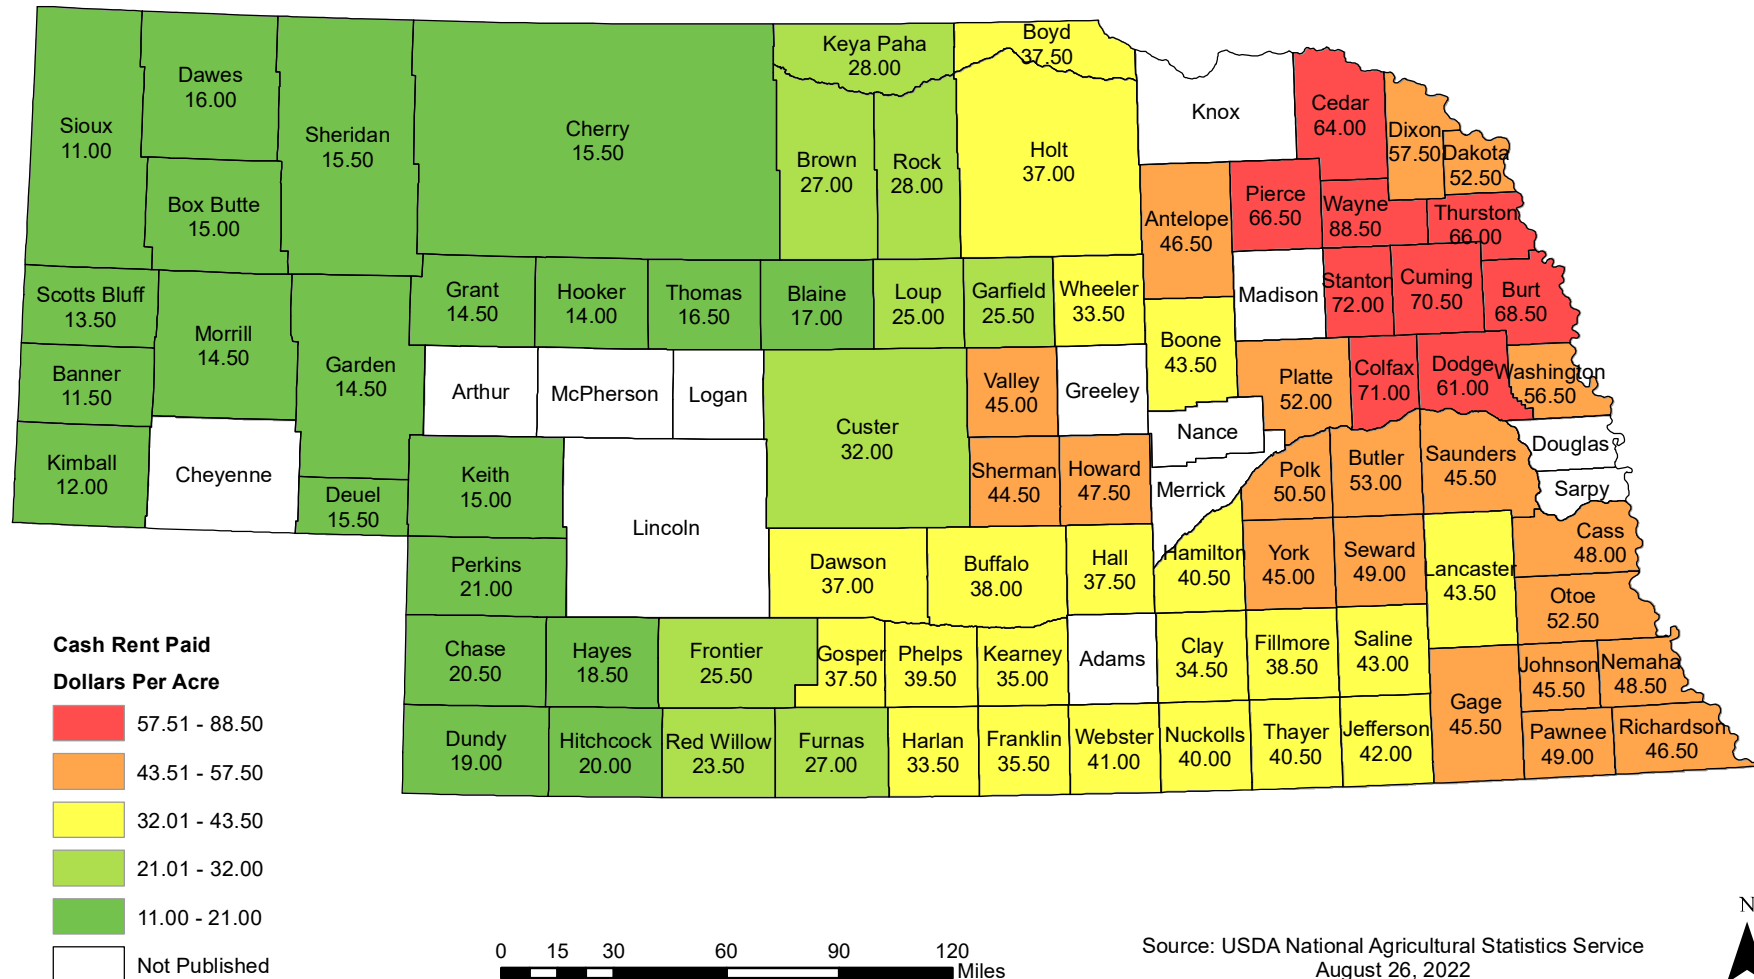 Boyd
37.50
Keya Paha
28.00
Dawes
16.00
Sioux
11.00
Sheridan
15.50
Cherry
15.50
Brown
27.00
Rock
28.00
Holt
37.00
Knox
Cedar
64.00
Dixon
57.50
Dakota
52.50
Box Butte
15.00
Antelope
46.50
Pierce
66.50
Wayne
88.50
Thurston
66.00
Scotts Bluff
13.50
Morrill
14.50
Garden
14.50
Grant
14.50
Hooker
14.00
Thomas
16.50
Blaine
17.00
Loup
25.00
Garfield
25.50
Wheeler
33.50
Boone
43.50
Madison
Stanton
72.00
Cuming
70.50
Burt
68.50
Banner
11.50
Arthur
McPherson
Logan
Custer
32.00
Valley
45.00
Greeley
Platte
52.00
Colfax
71.00
Dodge
61.00
Washington
56.50
Kimball
12.00
Cheyenne
Deuel
15.50
Keith
15.00
Lincoln
Sherman
44.50
Howard
47.50
Nance
Merrick
Polk
50.50
Butler
53.00
Saunders
45.50
Douglas
Sarpy
Perkins
21.00
Dawson
37.00
Buffalo
38.00
Hall
37.50
Hamilton
40.50
York
45.00
Seward
49.00
Lancaster
43.50
Cass
48.00
Otoe
52.50
Chase
20.50
Hayes
18.50
Frontier
25.50
Gosper
37.50
Phelps
39.50
Kearney
35.00
Adams
Clay
34.50
Fillmore
38.50
Saline
43.00
Gage
45.50
Johnson
45.50
Nemaha
48.50
Dundy
19.00
Hitchcock
20.00
Red Willow
23.50
Furnas
27.00
Harlan
33.50
Franklin
35.50
Webster
41.00
Nuckolls
40.00
Thayer
40.50
Jefferson
42.00
Pawnee
49.00
Richardson
46.50
Cash Rent Paid
Dollars Per Acre
57.51 - 88.50
43.51 - 57.50
32.01 - 43.50
21.01 - 32.00
11.00 - 21.00
Not Published
0 15 30 60 90 120
Miles
Source: USDA National Agricultural Statistics Service
August 26, 2022
N